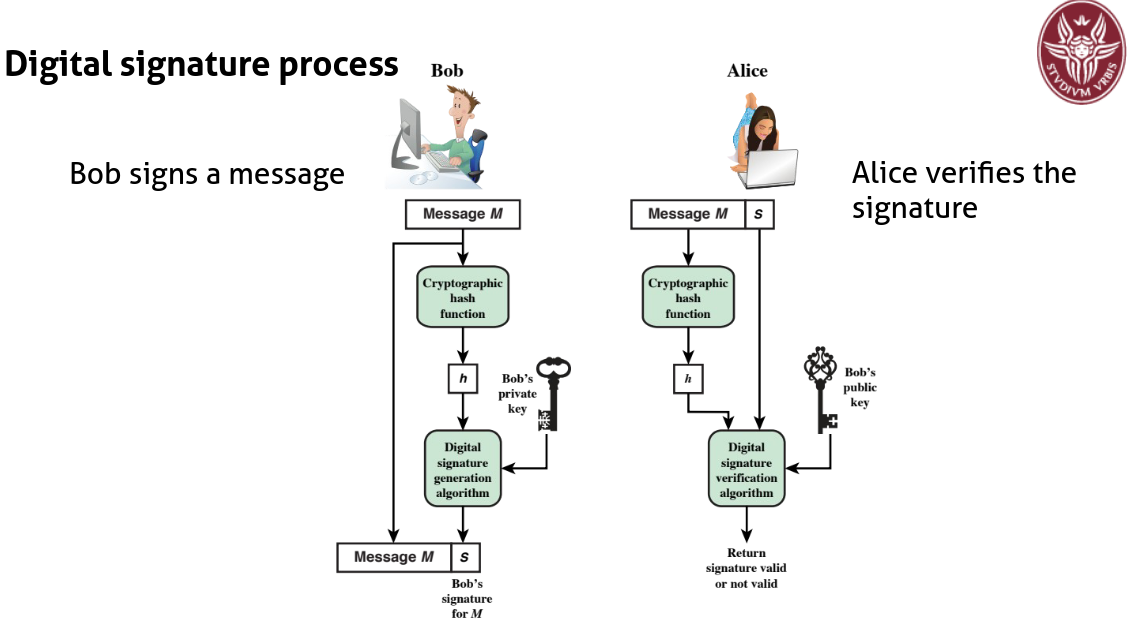 Digital signature process
Bob
Alice
STVDIVM VRBIS
Bob signs a message
Alice verifies the
signature
Message M
Cryptographic
hash
function
h
Bob's
private
key
Digital
signature
generation
algorithm
Message M
S
Bob's
signature
for M
Message M
S
Cryptographic
hash
function
h
Bob's
public
key
Digital
signature
verification
algorithm
Return
signature valid
or not valid